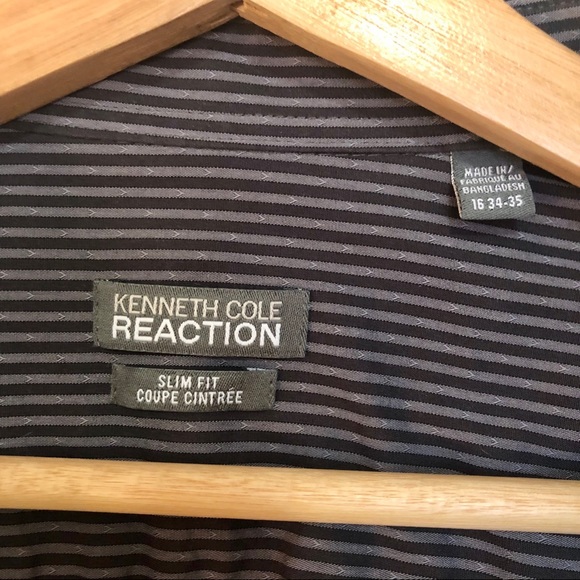 MADE IN/
FABRIQUE AU
BANGLADESH
16 34-35
KENNETH COLE
REACTION
SLIM FIT
COUPE CINTRÉE